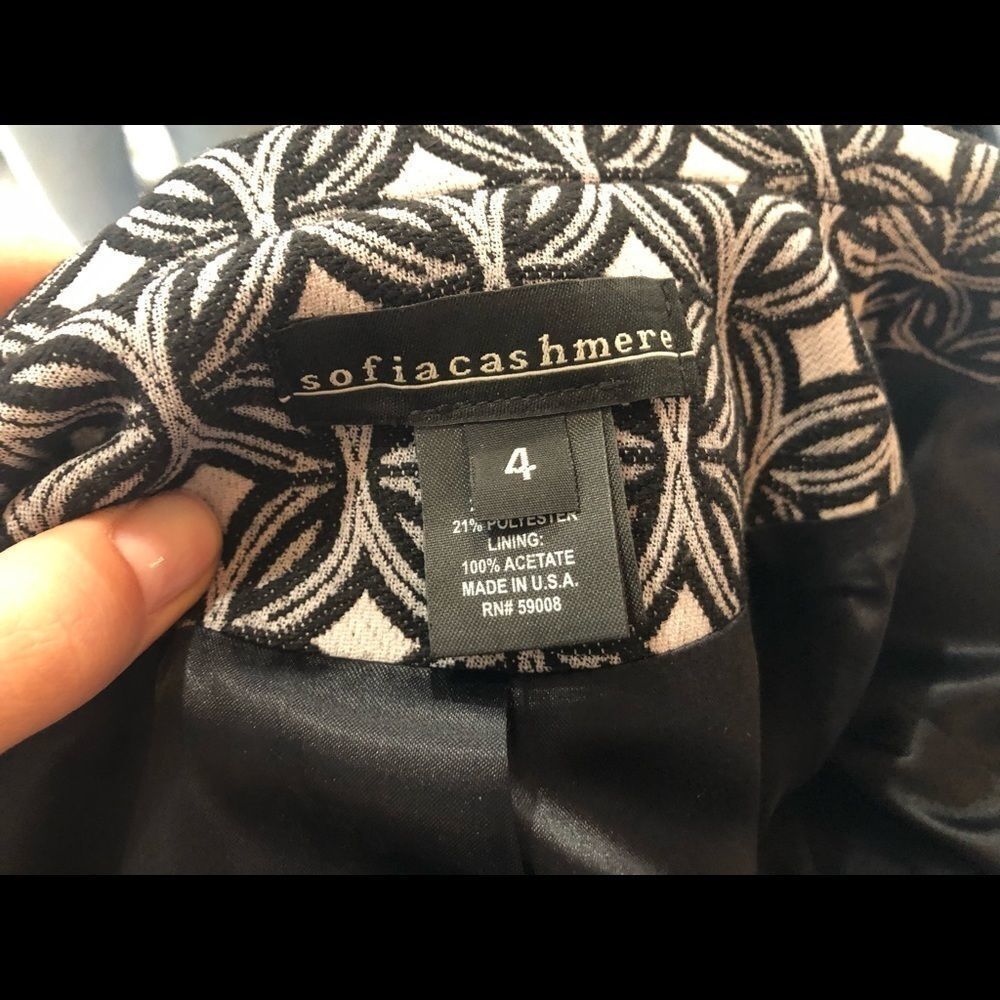 sofiacashmere
4
21% POLYESTER
LINING:
100% ACETATE
MADE IN U.S.A.
RN# 59008